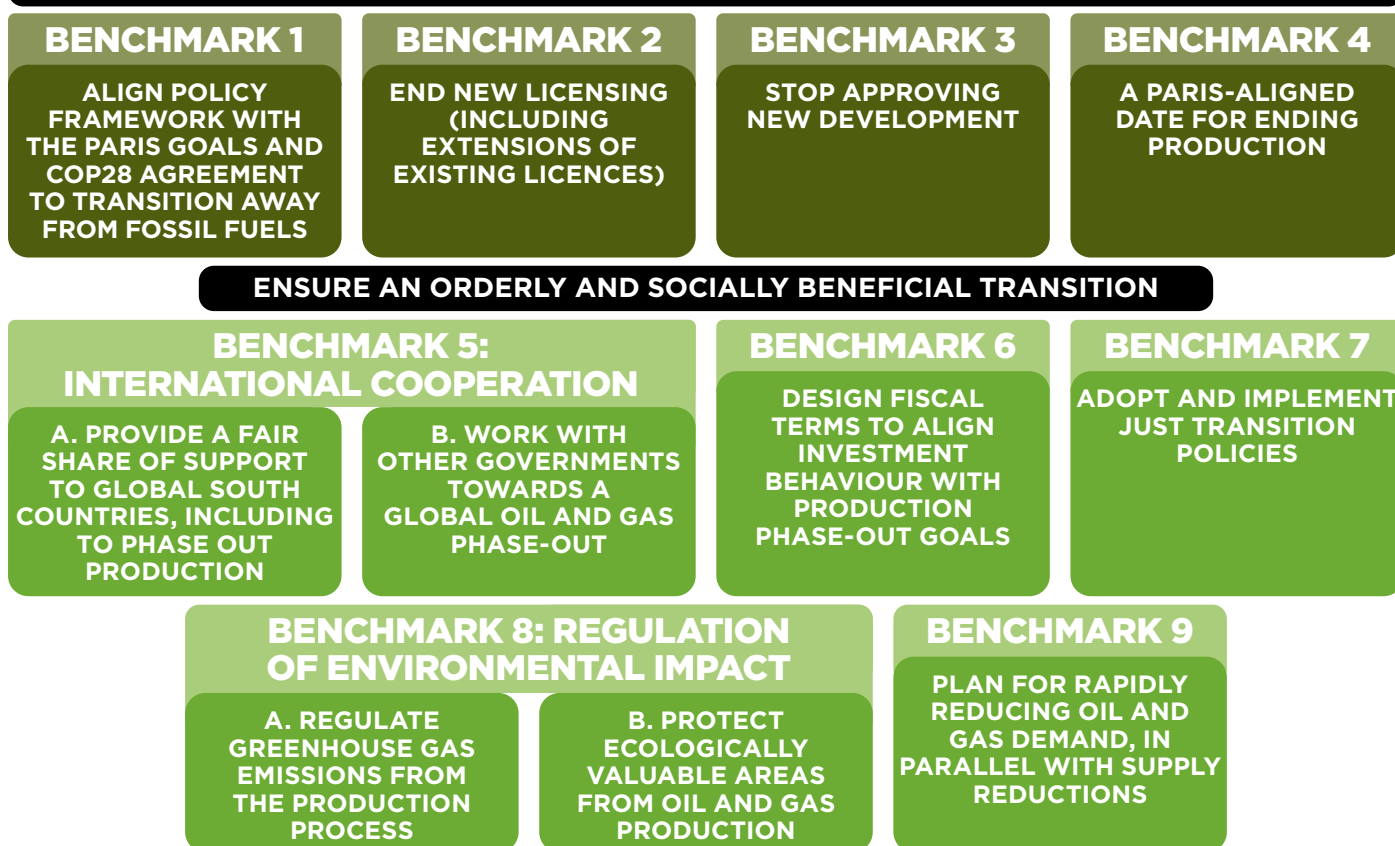 BENCHMARK 1
ALIGN POLICY
FRAMEWORK WITH
THE PARIS GOALS AND
COP28 AGREEMENT
TO TRANSITION AWAY
FROM FOSSIL FUELS
BENCHMARK 2
END NEW LICENSING
(INCLUDING
EXTENSIONS OF
EXISTING LICENCES)
BENCHMARK 3
STOP APPROVING
NEW DEVELOPMENT
BENCHMARK 4
A PARIS-ALIGNED
DATE FOR ENDING
PRODUCTION
ENSURE AN ORDERLY AND SOCIALLY BENEFICIAL TRANSITION
BENCHMARK 5:
INTERNATIONAL COOPERATION
A. PROVIDE A FAIR
SHARE OF SUPPORT
TO GLOBAL SOUTH
COUNTRIES, INCLUDING
TO PHASE OUT
PRODUCTION
B. WORK WITH
OTHER GOVERNMENTS
TOWARDS A
GLOBAL OIL AND GAS
PHASE-OUT
BENCHMARK 6
DESIGN FISCAL
TERMS TO ALIGN
INVESTMENT
BEHAVIOUR WITH
PRODUCTION
PHASE-OUT GOALS
BENCHMARK 7
ADOPT AND IMPLEMENT
JUST TRANSITION
POLICIES
BENCHMARK 8: REGULATION
OF ENVIRONMENTAL IMPACT
A. REGULATE
GREENHOUSE GAS
EMISSIONS FROM
THE PRODUCTION
PROCESS
B. PROTECT
ECOLOGICALLY
VALUABLE AREAS
FROM OIL AND GAS
PRODUCTION
BENCHMARK 9
PLAN FOR RAPIDLY
REDUCING OIL AND
GAS DEMAND, IN
PARALLEL WITH SUPPLY
REDUCTIONS